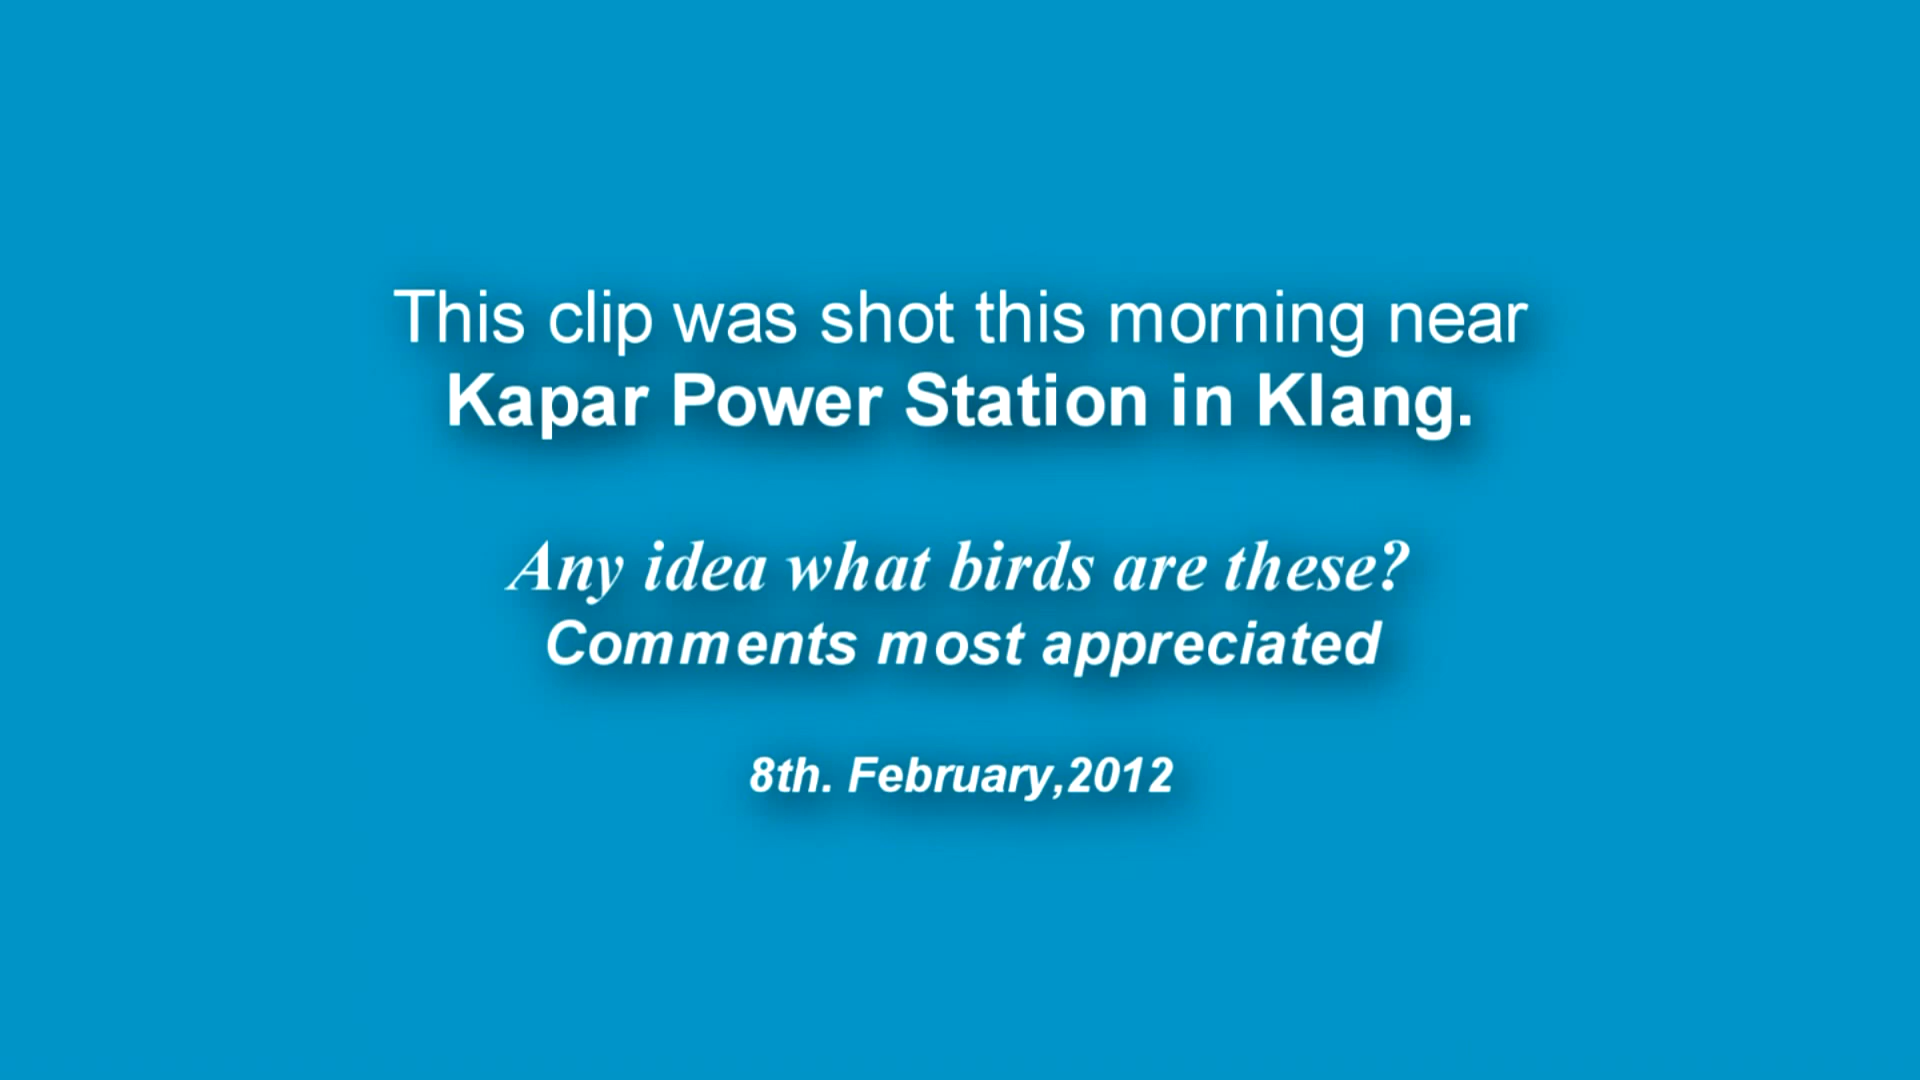 This clip was shot this morning near
Kapar Power Station in Klang.
Any idea what birds are these?
Comments most appreciated
8th. February,2012